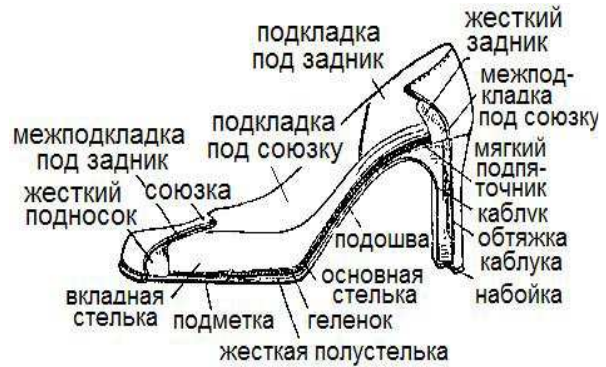 подкладка
под задник
жесткий
задник
межпод-
кладка
под союзку
межподкладка
под задник
подкладка
под союзку
мягкий
подпя-
точник
жесткий
подносок
союзка
каблук
подошва
обтяжка
каблука
основная
стелька
вкладная
стелька
подметка
геленок
набойка
жесткая полустелька